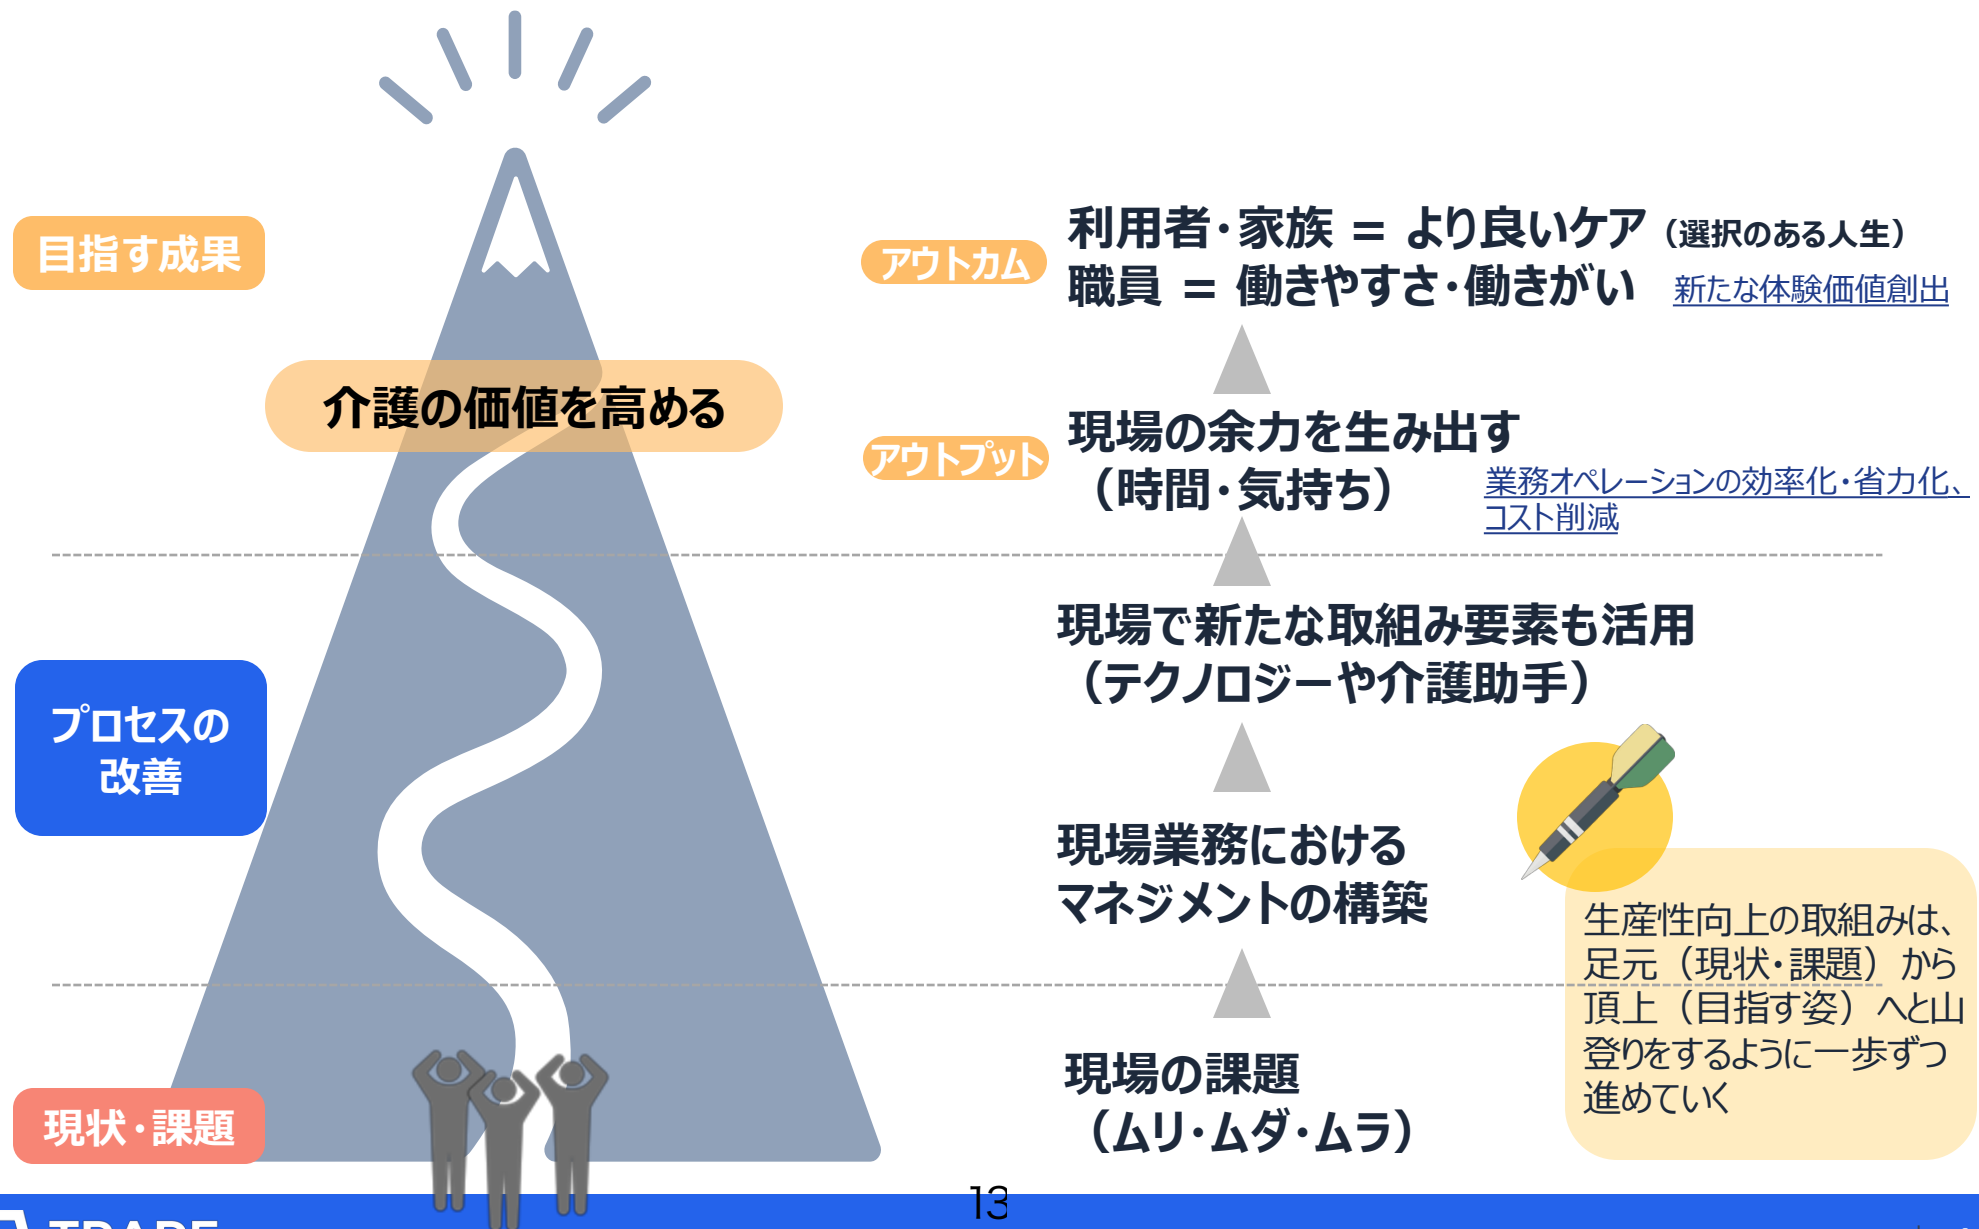 目指す成果
アウトカム
利用者・家族 = より良いケア（選択のある人生）
職員 = 働きやすさ・働きがい
新たな体験価値創出
介護の価値を高める
アウトプット
現場の余力を生み出す
（時間・気持ち）
業務オペレーションの効率化・省力化、
コスト削減
現場で新たな取組み要素も活用
（テクノロジーや介護助手）
プロセスの
改善
現場業務における
マネジメントの構築
生産性向上の取組みは、
足元（現状・課題）から
頂上（目指す姿）へと山
登りをするように一歩ずつ
進めていく
現場の課題
（ムリ・ムダ・ムラ）
現状・課題
13